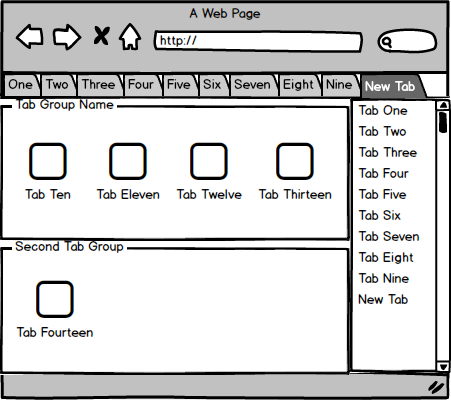 A Web Page
http://
One Two Three Four Five Six Seven Eight Nine New Tab
Tab Group Name
Tab Ten Tab Eleven Tab Twelve Tab Thirteen
Second Tab Group
Tab Fourteen
Tab One
Tab Two
Tab Three
Tab Four
Tab Five
Tab Six
Tab Seven
Tab Eight
Tab Nine
New Tab